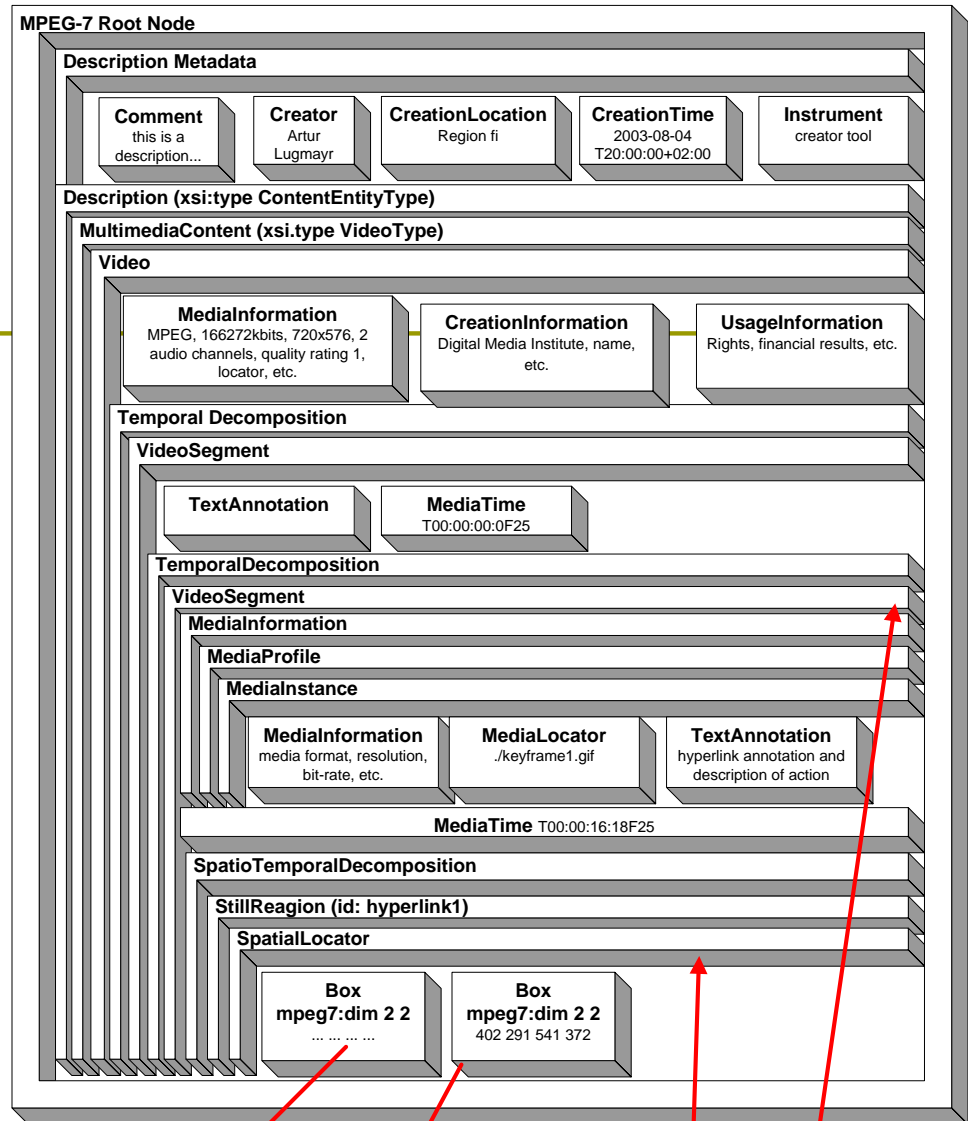 MPEG-7 Root Node
Description Metadata
Comment
this is a
description...
Creator
Artur
Lugmayr
CreationLocation
Region fi
CreationTime
2003-08-04
T20:00:00+02:00
Instrument
creator tool
Description (xsi:type ContentEntityType)
MultimediaContent (xsi.type VideoType)
Video
MediaInformation
MPEG, 166272kbits, 720x576, 2
audio channels, quality rating 1,
locator, etc.
CreationInformation
Digital Media Institute, name,
etc.
UsageInformation
Rights, financial results, etc.
Temporal Decomposition
VideoSegment
TextAnnotation
MediaTime
T00:00:00:0F25
TemporalDecomposition
VideoSegment
MediaInformation
MediaProfile
MediaInstance
MediaInformation
media format, resolution,
bit-rate, etc.
MediaLocator
./keyframe1.gif
TextAnnotation
hyperlink annotation and
description of action
MediaTime T00:00:16:18F25
SpatioTemporalDecomposition
StillReagion (id: hyperlink1)
SpatialLocator
Box
mpeg7:dim 2 2
... ... ... ...
Box
mpeg7:dim 2 2
402 291 541 372